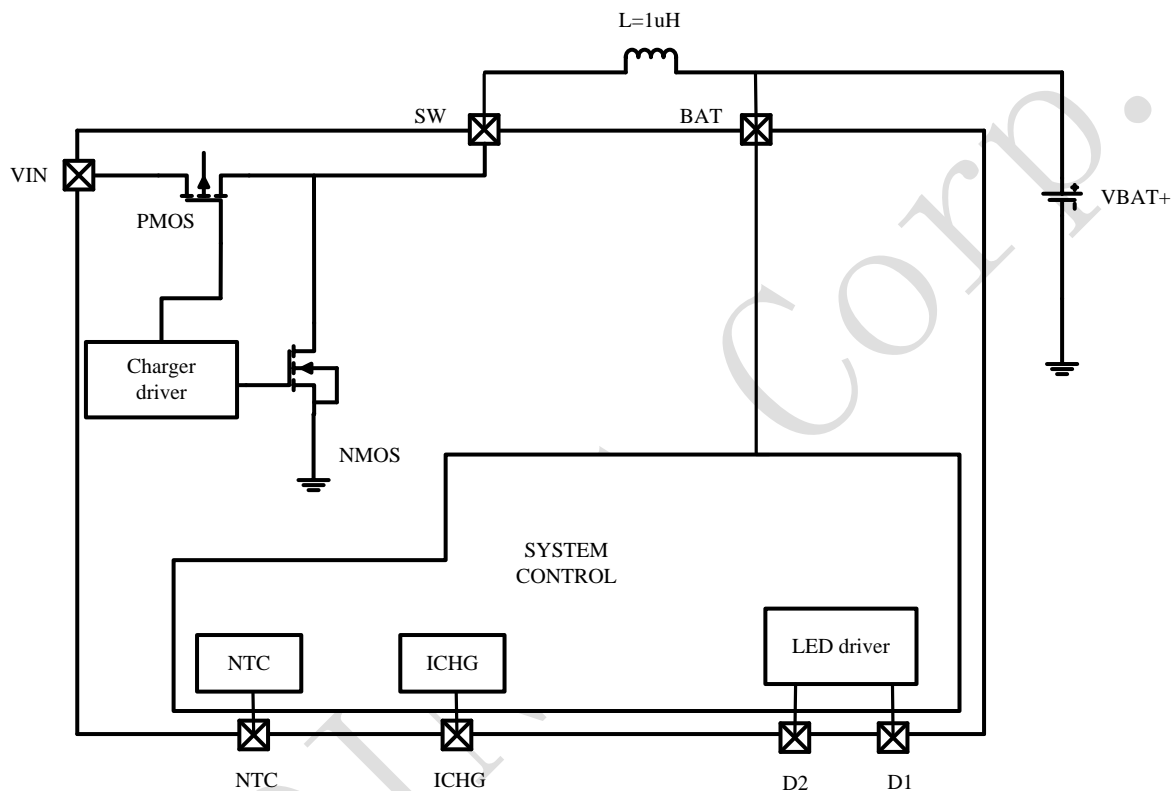 L=1uH
SW
BAT
VIN
PMOS
VBAT+
Charger
driver
NMOS
SYSTEM
CONTROL
NTC
ICHG
LED driver
NTC
ICHG
D2
D1
Corp.